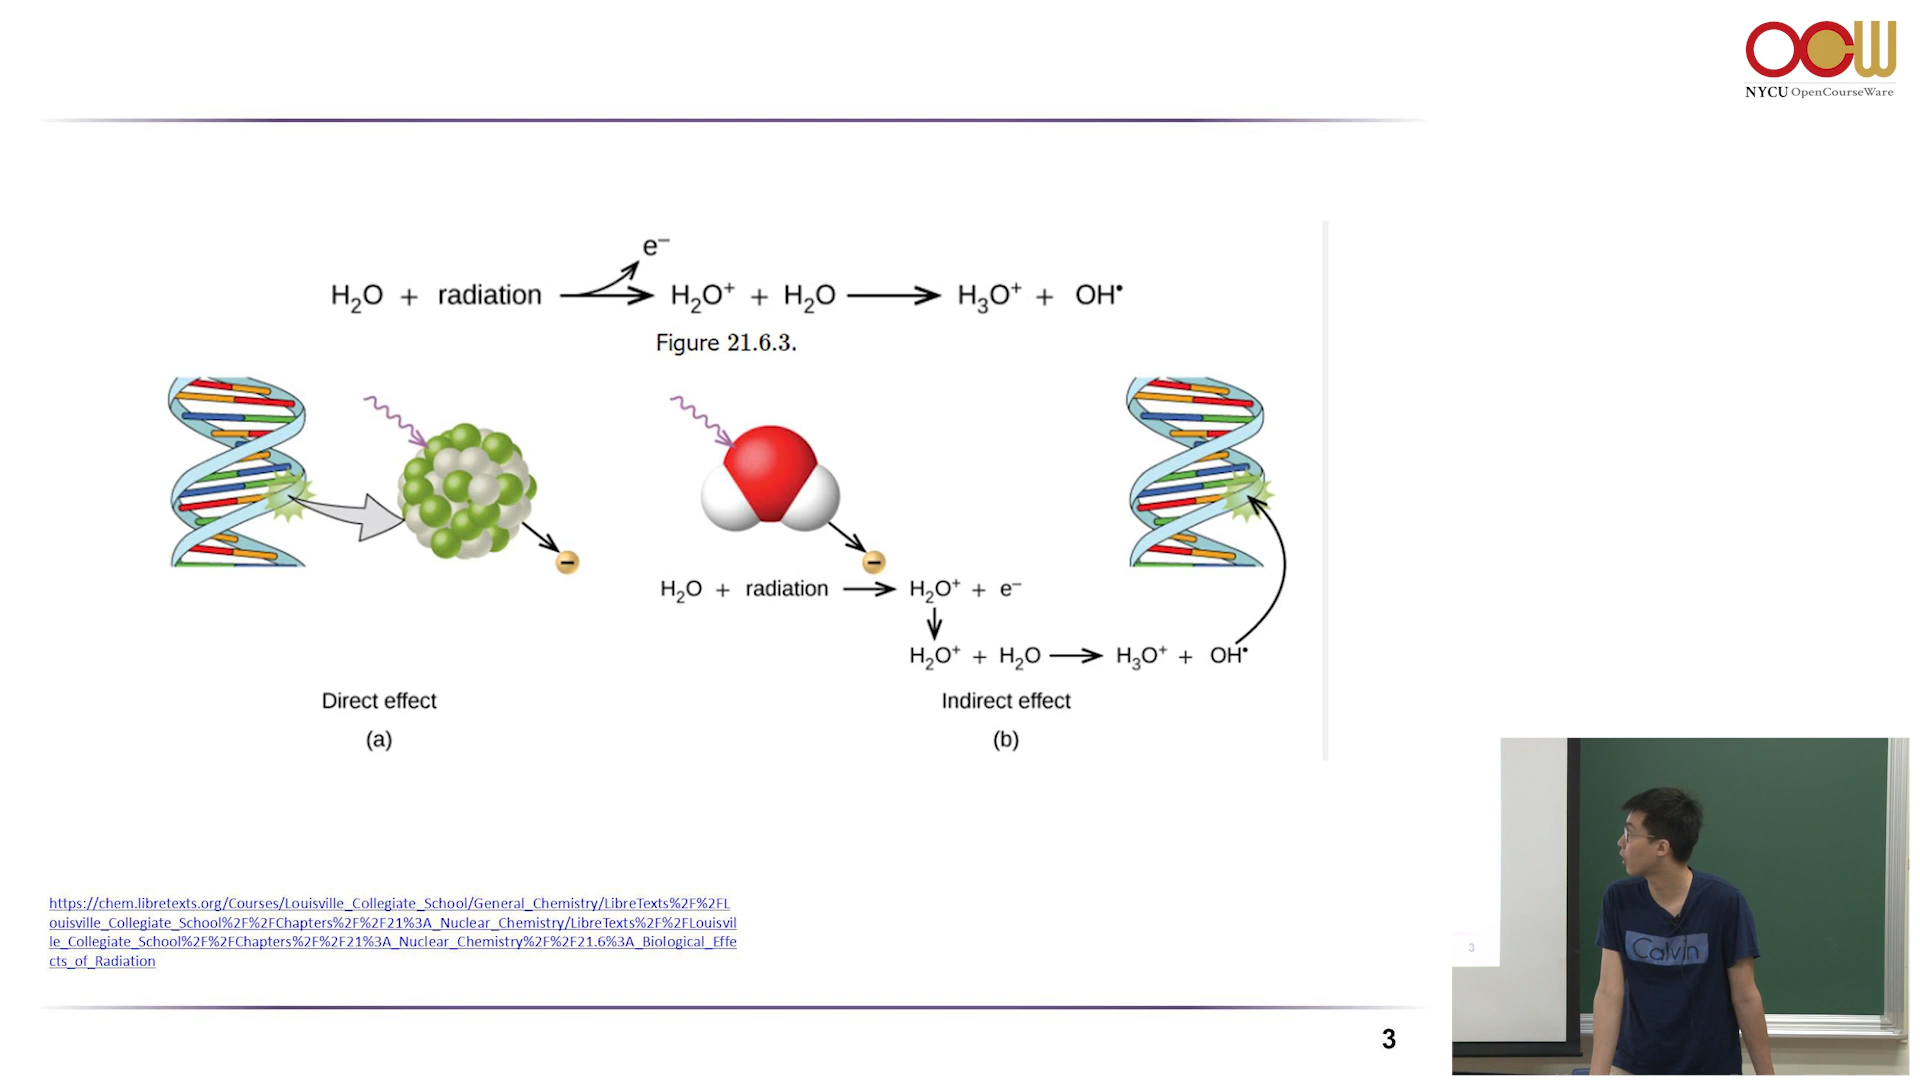 OCW
NYCU OpenCourseWare
e⁻
H₂O + radiation ⟶ H₂O⁺ + H₂O ⟶ H₃O⁺ + OH•
Figure 21.6.3.
H₂O + radiation ⟶ H₂O⁺ + e⁻
H₂O⁺ + H₂O ⟶ H₃O⁺ + OH•
Direct effect
Indirect effect
(a)
(b)
https://chem.libretexts.org/Courses/Louisville_Collegiate_School/General_Chemistry/LibreTexts%2F%2FL
ouisville_Collegiate_School%2F%2FChapters%2F%2F21%3A_Nuclear_Chemistry/LibreTexts%2F%2FLouisvil
le_Collegiate_School%2F%2FChapters%2F%2F21%3A_Nuclear_Chemistry%2F%2F21.6%3A_Biological_Effe
cts_of_Radiation
3
3
Calvin